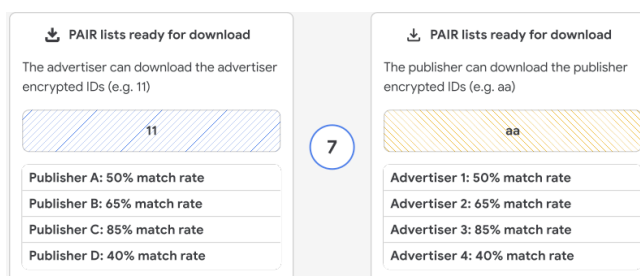 PAIR lists ready for download
The advertiser can download the advertiser
encrypted IDs (e.g. 11)
11
Publisher A: 50% match rate
Publisher B: 65% match rate
Publisher C: 85% match rate
Publisher D: 40% match rate
7
PAIR lists ready for download
The publisher can download the publisher
encrypted IDs (e.g. aa)
aa
Advertiser 1: 50% match rate
Advertiser 2: 65% match rate
Advertiser 3: 85% match rate
Advertiser 4: 40% match rate